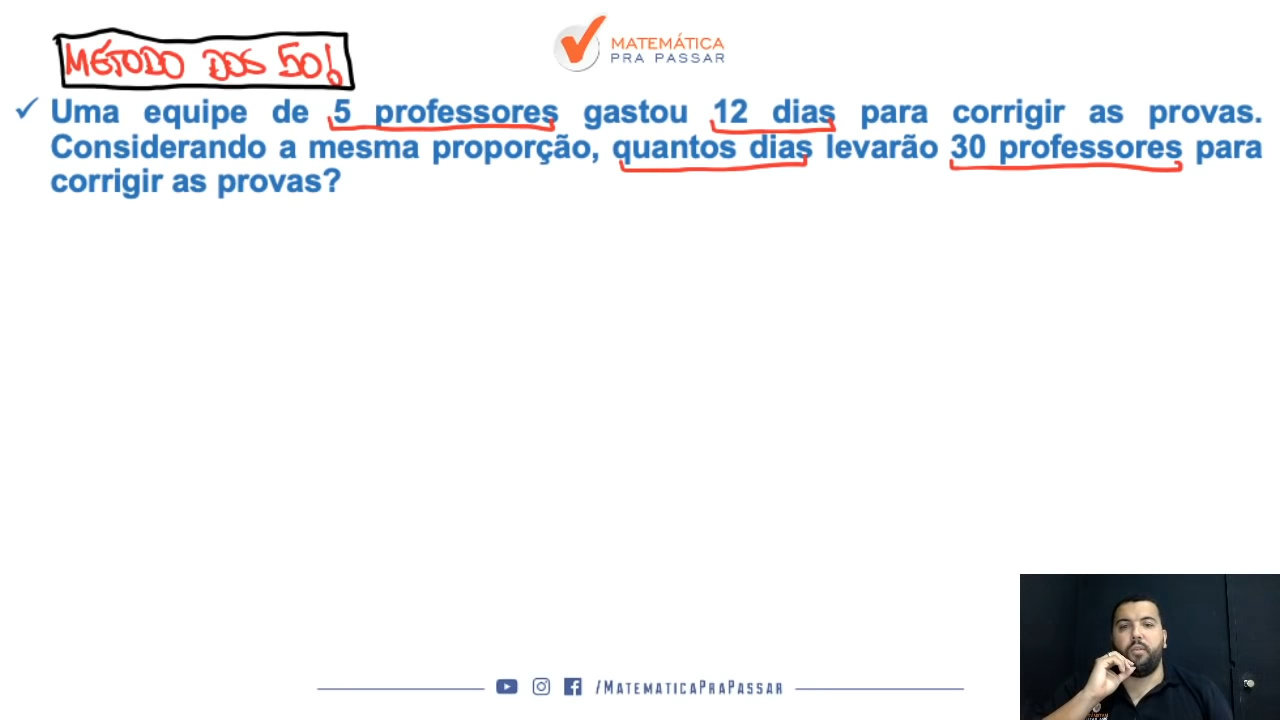 MATEMÁTICA
PRA PASSAR
MÉTODO DOS 50!
✓ Uma equipe de 5 professores gastou 12 dias para corrigir as provas.
Considerando a mesma proporção, quantos dias levarão 30 professores para
corrigir as provas?
/MATEMATICAPRAPASSAR